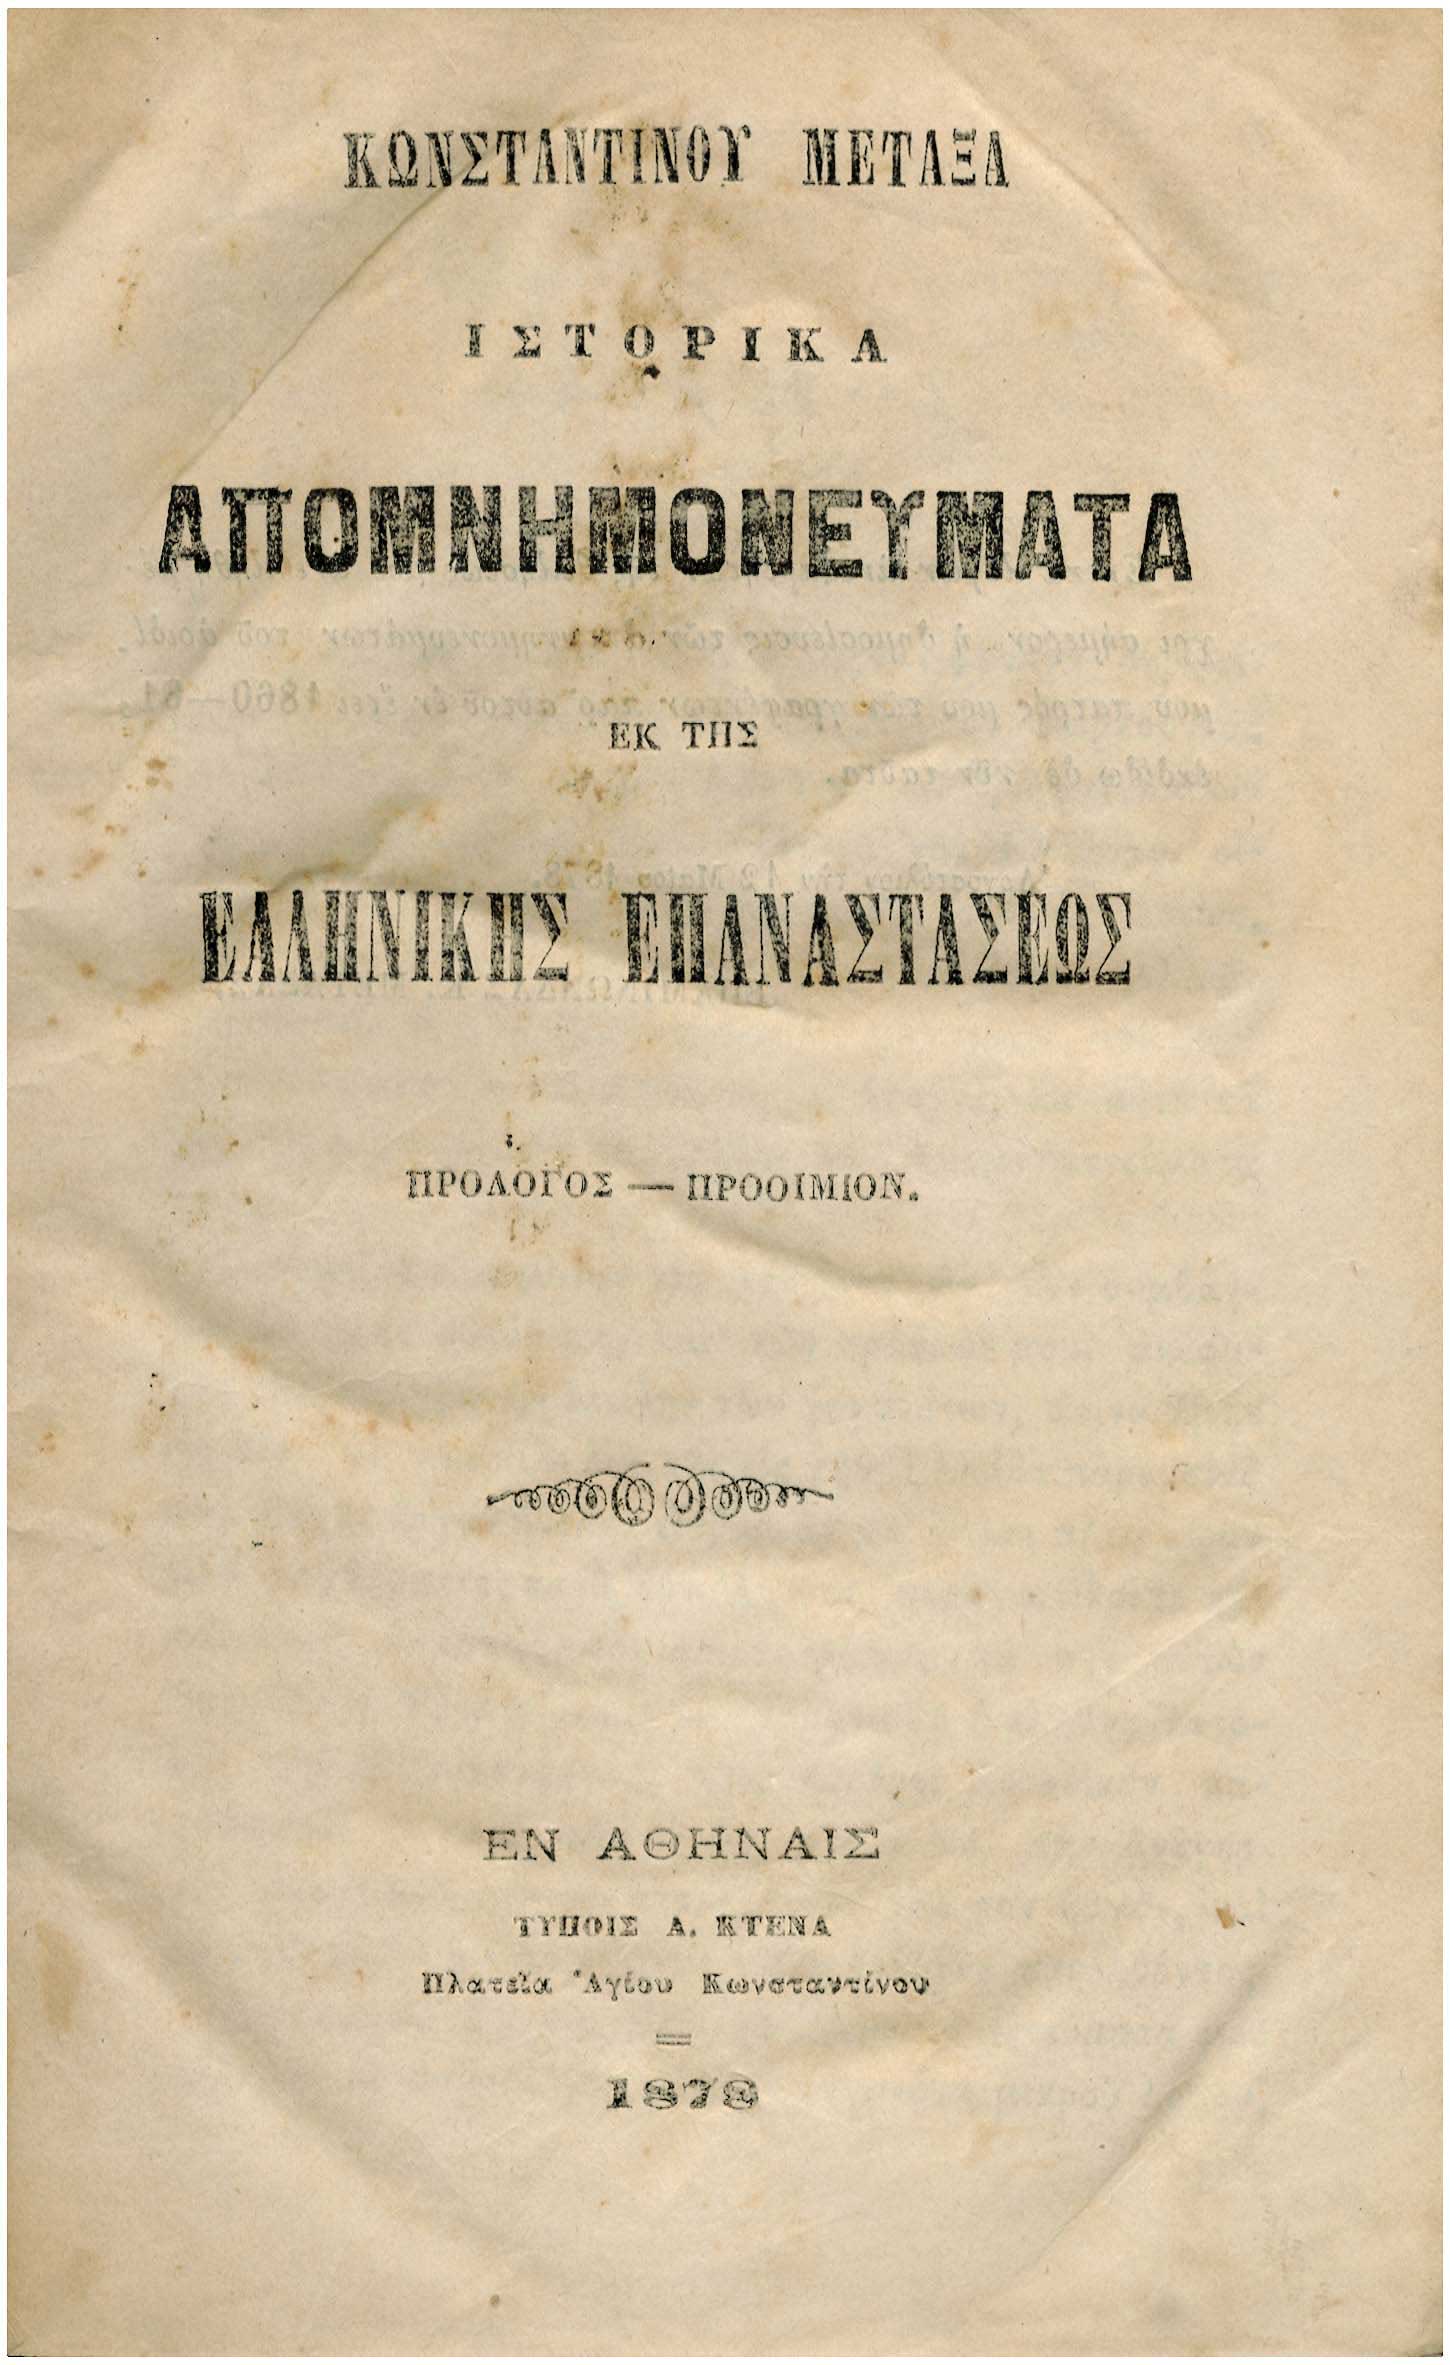 ΚΩΝΣΤΑΝΤΙΝΟΥ ΜΕΤΑΞΑ
ΙΣΤΟΡΙΚΑ
ΑΠΟΜΝΗΜΟΝΕΥΜΑΤΑ
ΕΚ ΤΗΣ
ΕΛΛΗΝΙΚΗΣ ΕΠΑΝΑΣΤΑΣΕΩΣ
ΠΡΟΛΟΓΟΣ — ΠΡΟΟΙΜΙΟΝ.
ΕΝ ΑΘΗΝΑΙΣ
ΤΥΠΟΙΣ Α. ΚΤΕΝΑ
Πλατεῖα Ἁγίου Κωνσταντίνου
1878